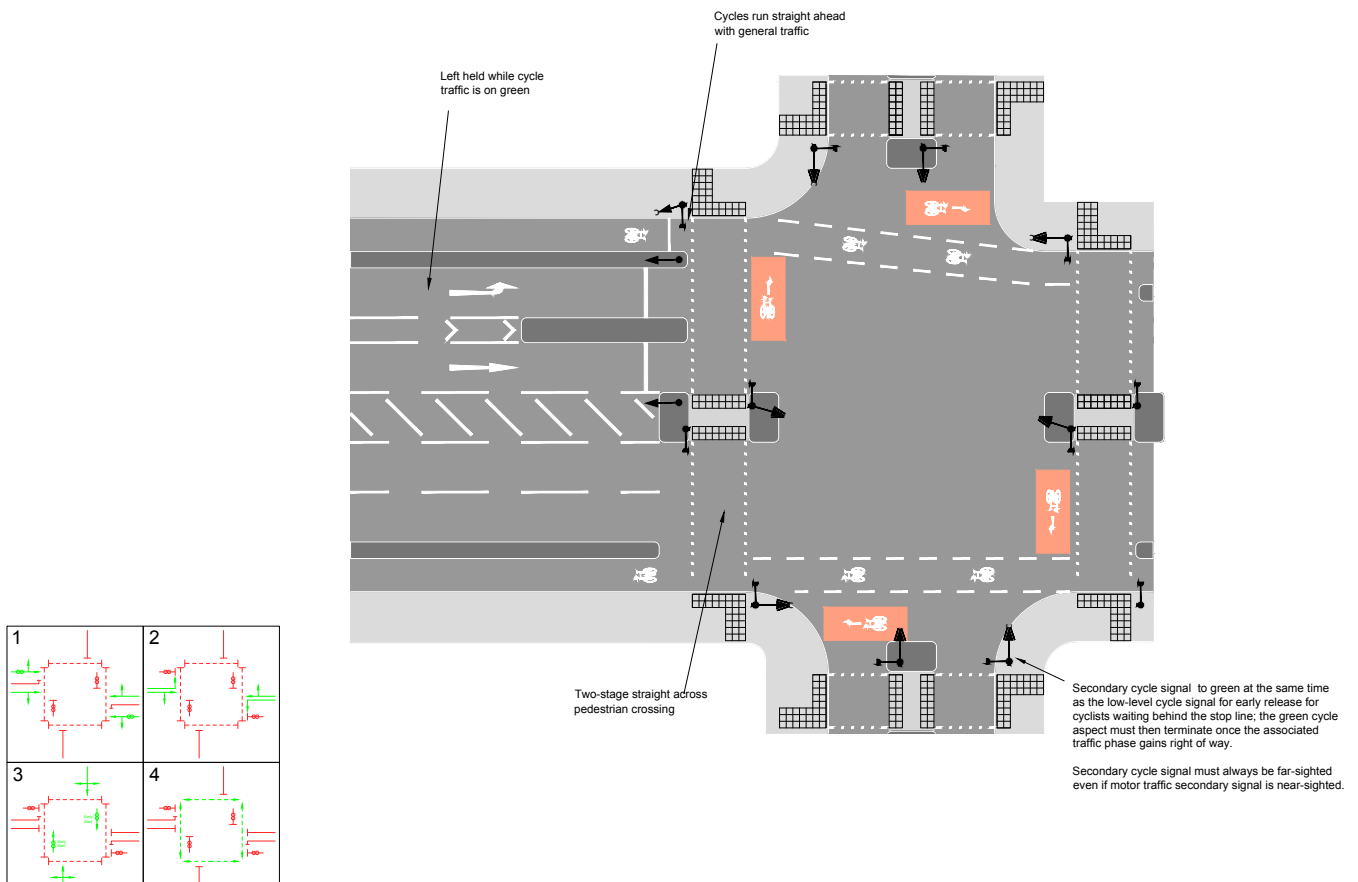 Cycles run straight ahead
with general traffic
Left held while cycle
traffic is on green
Two-stage straight across
pedestrian crossing
Secondary cycle signal to green at the same time
as the low-level cycle signal for early release for
cyclists waiting behind the stop line; the green cycle
aspect must then terminate once the associated
traffic phase gains right of way.
Secondary cycle signal must always be far-sighted
even if motor traffic secondary signal is near-sighted.
1
2
3
Early
Start
Early
Start
4